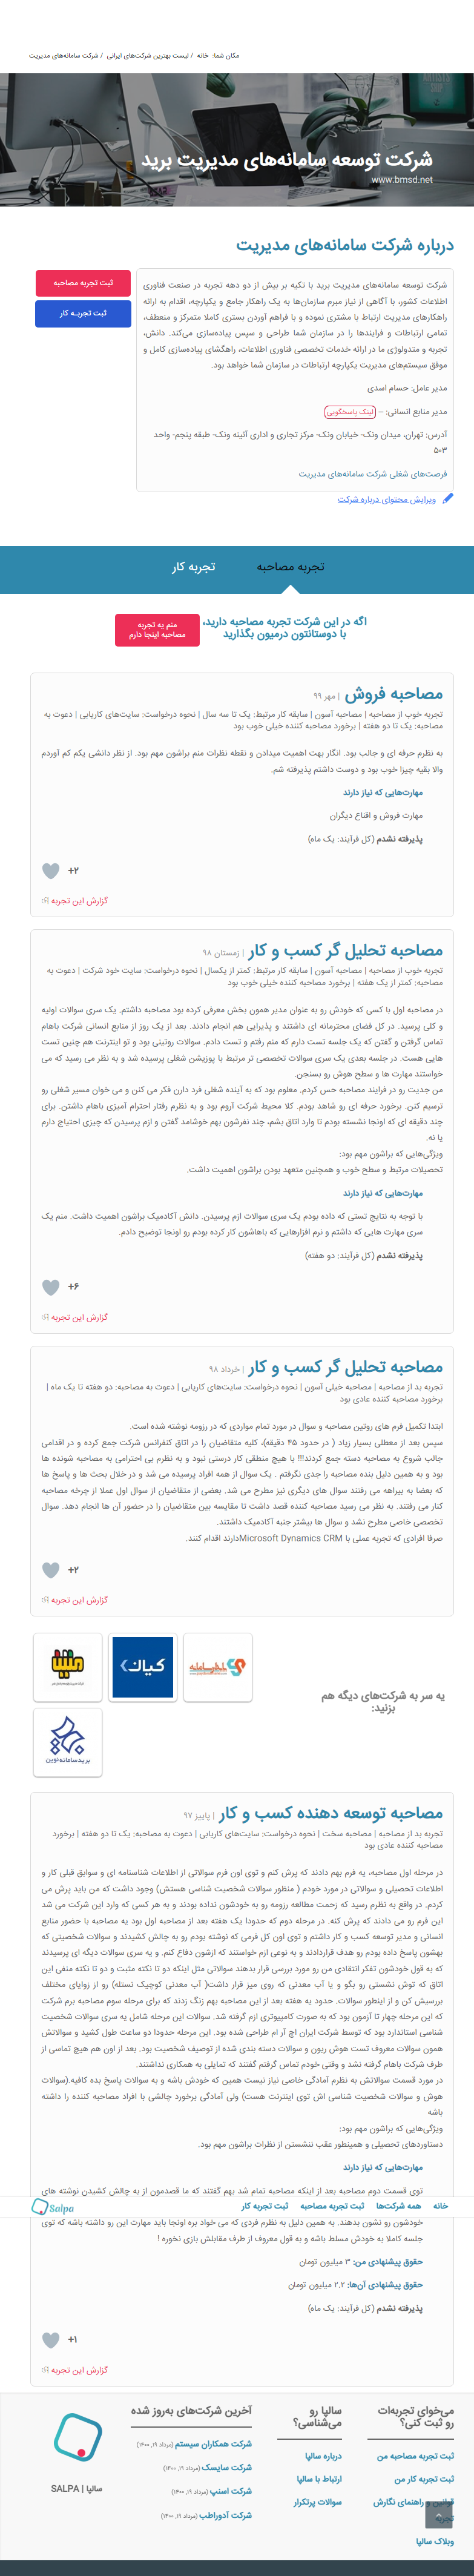 مکان شما: خانه / لیست بهترین شرکت‌های ایرانی / شرکت سامانه‌های مدیریت
شرکت توسعه سامانه‌های مدیریت برید
www.bmsd.net
درباره شرکت سامانه‌های مدیریت
ثبت تجربه مصاحبه
ثبت تجربـه کار
شرکت توسعه سامانه‌های مدیریت برید با تکیه بر بیش از دو دهه تجربه در صنعت فناوری
اطلاعات کشور، با آگاهی از نیاز مبرم سازمان‌ها به یک راهکار جامع و یکپارچه، اقدام به ارائه
راهکارهای مدیریت ارتباط با مشتری نموده و با فراهم آوردن بستری کاملا متمرکز و منعطف،
تمامی ارتباطات و فرایندها را در سازمان شما طراحی و سپس پیاده‌سازی می‌کند. دانش،
تجربه و متدولوژی ما در ارائه خدمات تخصصی فناوری اطلاعات، راهگشای پیاده‌سازی کامل و
موفق سیستم‌های مدیریت یکپارچه ارتباطات در سازمان شما خواهد بود.
مدیر عامل: حسام اسدی
مدیر منابع انسانی: – لینک پاسخگویی
آدرس: تهران، میدان ونک- خیابان ونک- مرکز تجاری و اداری آئینه ونک- طبقه پنجم- واحد
۵۰۳
فرصت‌های شغلی شرکت سامانه‌های مدیریت
ویرایش محتوای درباره شرکت
تجربه مصاحبه
تجربه کار
اگه در این شرکت تجربه مصاحبه دارید،
با دوستانتون درمیون بگذارید
منم یه تجربه
مصاحبه اینجا دارم
مصاحبه فروش | مهر ۹۹
تجربه خوب از مصاحبه | مصاحبه آسون | سابقه کار مرتبط: یک تا سه سال | نحوه درخواست: سایت‌های کاریابی | دعوت به
مصاحبه: یک تا دو هفته | برخورد مصاحبه کننده خیلی خوب بود
به نظرم حرفه ای و جالب بود. انگار بهت اهمیت میدادن و نقطه نظرات منم براشون مهم بود. از نظر دانشی یکم کم آوردم
والا بقیه چیزا خوب بود و دوست داشتم پذیرفته شم.
مهارت‌هایی که نیاز دارند
مهارت فروش و اقناع دیگران
پذیرفته نشدم (کل فرآیند: یک ماه)
+۲
گزارش این تجربه
مصاحبه تحلیل گر کسب و کار | زمستان ۹۸
تجربه خوب از مصاحبه | مصاحبه آسون | سابقه کار مرتبط: کمتر از یکسال | نحوه درخواست: سایت خود شرکت | دعوت به
مصاحبه: کمتر از یک هفته | برخورد مصاحبه کننده خیلی خوب بود
در مصاحبه اول با کسی که خودش رو به عنوان مدیر همون بخش معرفی کرده بود مصاحبه داشتم. یک سری سوالات اولیه
و کلی پرسید. در کل فضای محترمانه ای داشتند و پذیرایی هم انجام دادند. بعد از یک روز از منابع انسانی شرکت باهام
تماس گرفتن و گفتن که یک جلسه تست دارم که منم رفتم و تست دادم. سوالات روتینی بود و تو اینترنت هم چنین تست
هایی هست. در جلسه بعدی یک سری سوالات تخصصی تر مرتبط با پوزیشن شغلی پرسیده شد و به نظر می رسید که می
خواستند مهارت ها و سطح هوش رو بسنجن.
من جدیت رو در فرایند مصاحبه حس کردم. معلوم بود که به آینده شغلی فرد دارن فکر می کنن و می خوان مسیر شغلی رو
ترسیم کنن. برخورد حرفه ای رو شاهد بودم. کلا محیط شرکت آروم بود و به نظرم رفتار احترام آمیزی باهام داشتن. برای
چند دقیقه ای که اونجا نشسته بودم تا وارد اتاق بشم، چند نفرشون بهم خوشامد گفتن و ازم پرسیدن که چیزی احتیاج دارم
یا نه.
ویژگی‌هایی که براشون مهم بود:
تحصیلات مرتبط و سطح خوب و همچنین متعهد بودن براشون اهمیت داشت.
مهارت‌هایی که نیاز دارند
با توجه به نتایج تستی که داده بودم یک سری سوالات ازم پرسیدن. دانش آکادمیک براشون اهمیت داشت. منم یک
سری مهارت هایی که داشتم و نرم افزارهایی که باهاشون کار کرده بودم رو اونجا توضیح دادم.
پذیرفته نشدم (کل فرآیند: دو هفته)
+۶
گزارش این تجربه
مصاحبه تحلیل گر کسب و کار | خرداد ۹۸
تجربه بد از مصاحبه | مصاحبه خیلی آسون | نحوه درخواست: سایت‌های کاریابی | دعوت به مصاحبه: دو هفته تا یک ماه |
برخورد مصاحبه کننده عادی بود
ابتدا تکمیل فرم های روتین مصاحبه و سوال در مورد تمام مواردی که در رزومه نوشته شده است.
سپس بعد از معطلی بسیار زیاد ( در حدود ۴۵ دقیقه)، کلیه متقاضیان را در اتاق کنفرانس شرکت جمع کرده و در اقدامی
جالب شروع به مصاحبه دسته جمع کردند!!! با هیچ منطقی کار درستی نبود و به نظرم بی احترامی به مصاحبه شونده ها
بود و به همین دلیل بنده مصاحبه را جدی نگرفتم . یک سوال از همه افراد پرسیده می شد و در خلال بحث ها و پاسخ ها
که بعضا به بیراهه می رفتند سوال های دیگری نیز مطرح می شد. بعضی از متقاضیان از سوال اول عملا از چرخه مصاحبه
کنار می رفتند. به نظر می رسید مصاحبه کننده قصد داشت تا مقایسه بین متقاضیان را در حضور آن ها انجام دهد. سوال
تخصصی خاصی مطرح نشد و سوال ها بیشتر جنبه آکادمیک داشتند.
صرفا افرادی که تجربه عملی با Microsoft Dynamics CRMدارند اقدام کنند.
+۲
گزارش این تجربه
یه سر به شرکت‌های دیگه هم
بزنید:
کیاک
بریدسامانه نوین
مصاحبه توسعه دهنده کسب و کار | پاییز ۹۷
تجربه بد از مصاحبه | مصاحبه سخت | نحوه درخواست: سایت‌های کاریابی | دعوت به مصاحبه: یک تا دو هفته | برخورد
مصاحبه کننده عادی بود
در مرحله اول مصاحبه، یه فرم بهم دادند که پرش کنم و توی اون فرم سوالاتی از اطلاعات شناسنامه ای و سوابق قبلی کار و
اطلاعات تحصیلی و سوالاتی در مورد خودم ( منظور سوالات شخصیت شناسی هستش) وجود داشت که من باید پرش می
کردم. در واقع به نظرم رسید که زحمت مطالعه رزومه رو به خودشون نداده بودند و به هر کسی که وارد این شرکت می شد
این فرم رو می دادند که پرش کنه. در مرحله دوم که حدودا یک هفته بعد از مصاحبه اول بود یه مصاحبه با حضور منابع
انسانی و مدیر توسعه کسب و کار داشتم و توی اون کل فرمی که نوشته بودم رو به چالش کشیدند و سوالات شخصیتی که
بهشون پاسخ داده بودم رو هدف قراردادند و به نوعی ازم خواستند که ازشون دفاع کنم. و یه سری سوالات دیگه ای پرسیدند
که به قول خودشون تفکر انتقادی من رو مورد بررسی قرار بدهند سوالاتی مثل اینکه دو تا نکته مثبت و دو تا نکته منفی این
اتاق که توش نشستی رو بگو و یا آب معدنی که روی میز قرار داشت( آب معدنی کوچیک نستله) رو از زوایای مختلف
بررسیش کن و از اینطور سوالات. حدود یه هفته بعد از این مصاحبه بهم زنگ زدند که برای مرحله سوم مصاحبه برم شرکت
که این مرحله چهار تا آزمون بود که به صورت کامپیوتری ازم گرفته شد. سوالات این مرحله شامل یه سری سوالات شخصیت
شناسی استاندارد بود که توسط شرکت ایران اچ آر ام طراحی شده بود. این مرحله حدودا دو ساعت طول کشید و سوالاتش
همون سوالات معروف تست هوش ریون و سوالات دسته بندی شده از توصیف شخصیت بود. بعد از اون هم هیچ تماسی از
طرف شرکت باهام گرفته نشد و وقتی خودم تماس گرفتم گفتند که تمایلی به همکاری نداشتند.
در مورد قسمت سوالاتش به نظرم آمادگی خاصی نیاز نیست همین که خودش باشه و به سوالات پاسخ بده کافیه.(سوالات
هوش و سوالات شخصیت شناسی اش توی اینترنت هست) ولی آمادگی برخورد چالشی با افراد مصاحبه کننده را داشته
باشه
ویژگی‌هایی که براشون مهم بود:
دستاوردهای تحصیلی و همینطور عقب ننشستن از نظرات براشون مهم بود.
مهارت‌هایی که نیاز دارند
توی قسمت دوم مصاحبه بعد از اینکه مصاحبه تمام شد بهم گفتند که ما قصدمون از به چالش کشیدن نوشته های
خانه
همه شرکت‌ها
ثبت تجربه مصاحبه
ثبت تجربه کار
Salpa
خودشون رو نشون بدهند. به همین دلیل به نظرم فردی که می خواد بره اونجا باید مهارت این رو داشته باشه که توی
جلسه کاملا به خودش مسلط باشه و به قول معروف از طرف مقابلش بازی نخوره !
حقوق پیشنهادی من: ۳ میلیون تومان
حقوق پیشنهادی آن‌ها: ۲.۲ میلیون تومان
پذیرفته نشدم (کل فرآیند: یک ماه)
+۱
گزارش این تجربه
می‌خوای تجربه‌ات
رو ثبت کنی؟
ثبت تجربه مصاحبه من
ثبت تجربه کار من
قوانین و راهنمای نگارش
تجربه
وبلاگ سالپا
سالپا رو
می‌شناسی؟
درباره سالپا
ارتباط با سالپا
سوالات پرتکرار
آخرین شرکت‌های به‌روز شده
شرکت همکاران سیستم (مرداد ۱۹, ۱۴۰۰)
شرکت سایسک (مرداد ۱۹, ۱۴۰۰)
شرکت اسنپ (مرداد ۱۹, ۱۴۰۰)
شرکت آدوراطب (مرداد ۱۹, ۱۴۰۰)
سالپا | SALPA